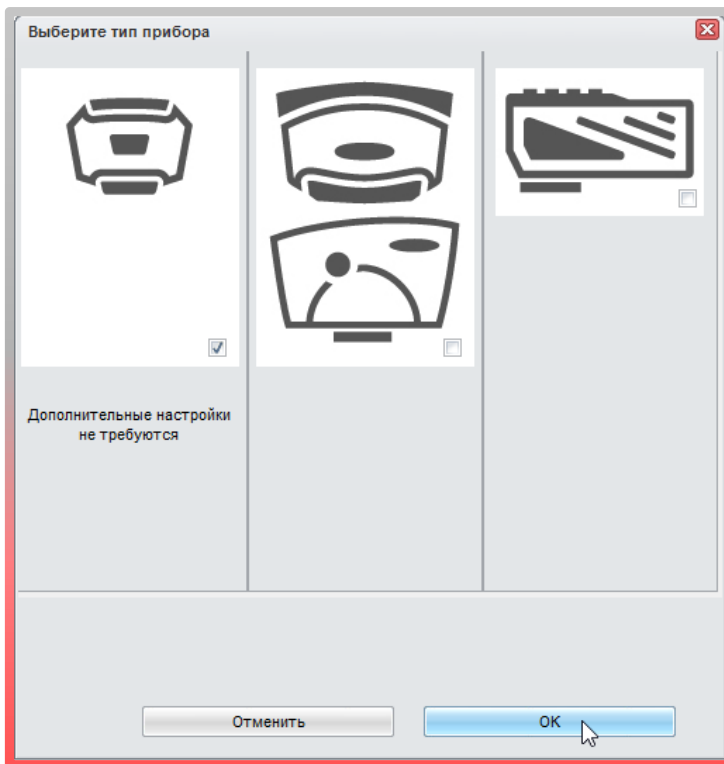 Выберите тип прибора
Дополнительные настройки
не требуются
Отменить
OK